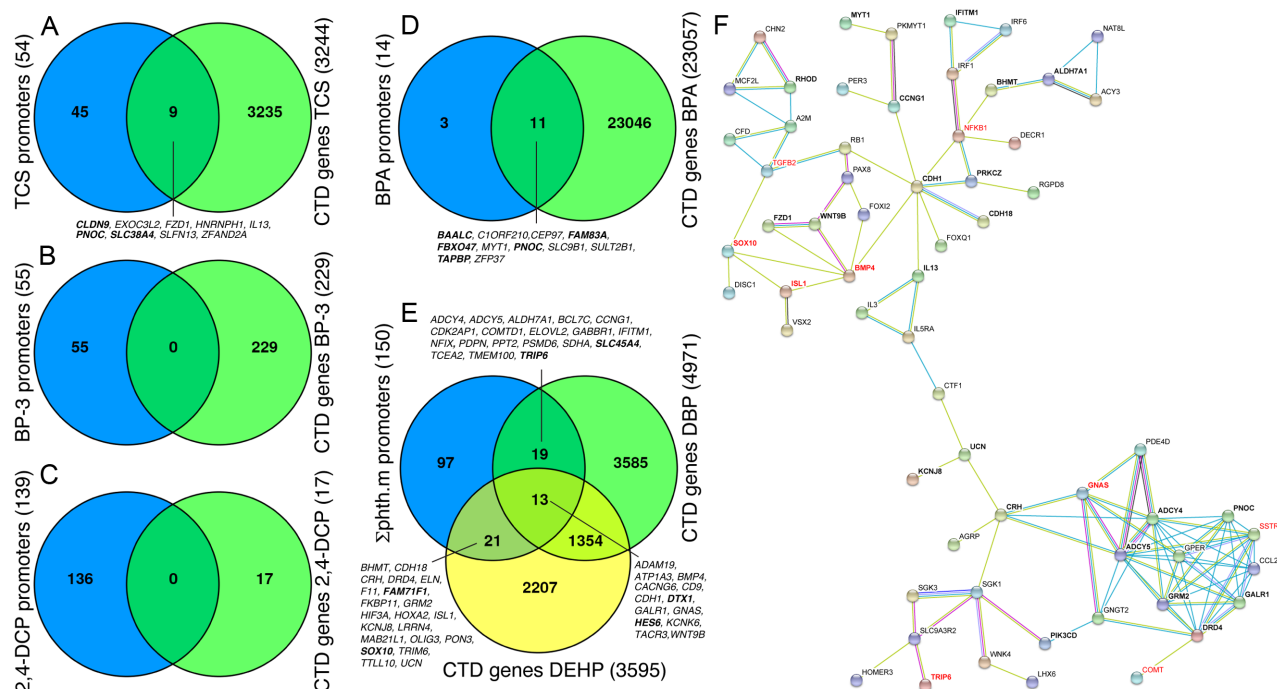 A
TCS promoters (54)
45
9
3235
CTD genes TCS (3244)
CLDN9, EXOC3L2, FZD1, HNRNPH1, IL13,
PNOC, SLC38A4, SLFN13, ZFAND2A
B
BP-3 promoters (55)
55
0
229
CTD genes BP-3 (229)
C
2,4-DCP promoters (139)
136
0
17
CTD genes 2,4-DCP (17)
D
BPA promoters (14)
3
11
23046
CTD genes BPA (23057)
BAALC, C1ORF210,CEP97, FAM83A,
FBXO47, MYT1, PNOC, SLC9B1, SULT2B1,
TAPBP, ZFP37
E
ADCY4, ADCY5, ALDH7A1, BCL7C, CCNG1,
CDK2AP1, COMTD1, ELOVL2, GABBR1, IFITM1,
NFIX, PDPN, PPT2, PSMD6, SDHA, SLC45A4,
TCEA2, TMEM100, TRIP6
Σphth.m promoters (150)
97
19
3585
13
21
1354
2207
CTD genes DBP (4971)
BHMT, CDH18
CRH, DRD4, ELN,
F11, FAM71F1,
FKBP11, GRM2
HIF3A, HOXA2, ISL1,
KCNJ8, LRRN4,
MAB21L1, OLIG3, PON3,
SOX10, TRIM6,
TTLL10, UCN
ADAM19,
ATP1A3, BMP4,
CACNG6, CD9,
CDH1, DTX1,
GALR1, GNAS,
HES6, KCNK6,
TACR3,WNT9B
CTD genes DEHP (3595)
F
CHN2
MCF2L
RHOD
A2M
CFD
TGFB2
MYT1
PKMYT1
PER3
CCNG1
RB1
PAX8
FOXI2
FZD1
WNT9B
SOX10
DISC1
ISL1
VSX2
BMP4
IFITM1
IRF6
IRF1
NAT8L
ALDH7A1
BHMT
ACY3
NFKB1
DECR1
CDH1
PRKCZ
RGPD8
CDH18
FOXQ1
IL13
IL3
IL5RA
CTF1
UCN
KCNJ8
CRH
AGRP
PDE4D
GNAS
ADCY4
PNOC
SSTR
ADCY5
GPER
CCL2
GRM2
GALR1
GNGT2
DRD4
COMT
SGK3
SGK1
SLC9A3R2
PIK3CD
WNK4
LHX6
HOMER3
TRIP6